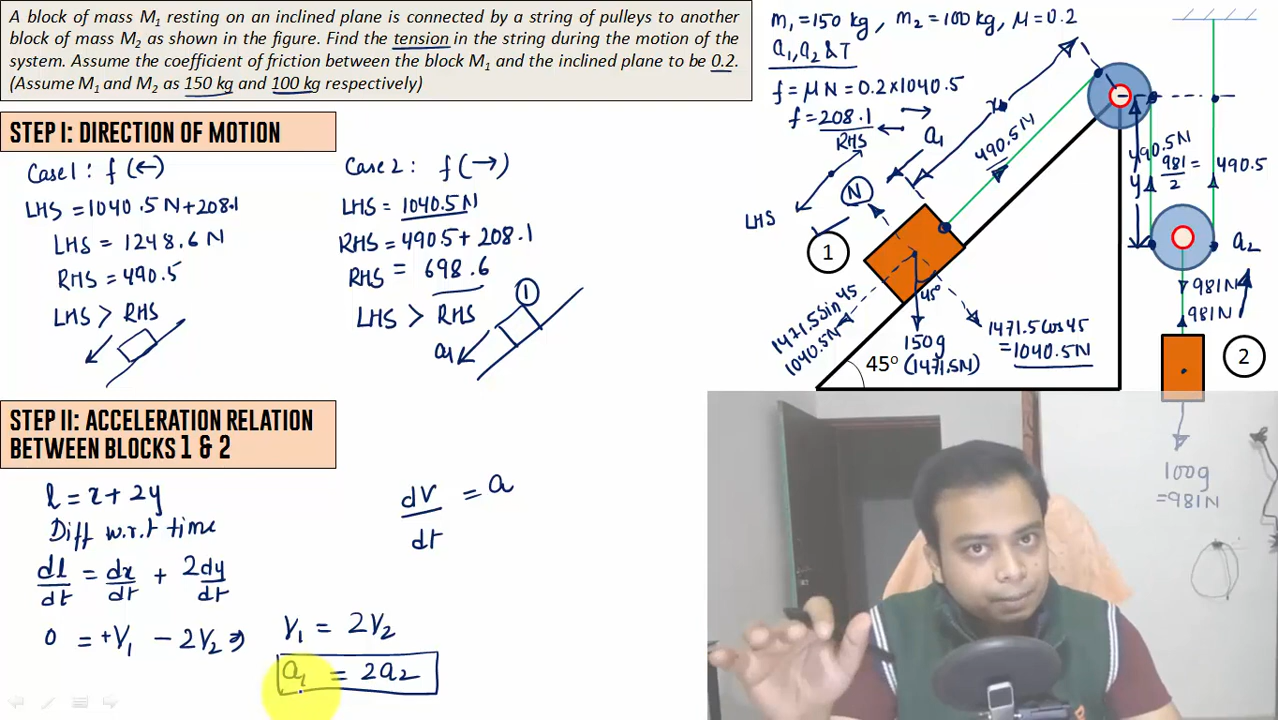 A block of mass M1 resting on an inclined plane is connected by a string of pulleys to another
block of mass M2 as shown in the figure. Find the tension in the string during the motion of the
system. Assume the coefficient of friction between the block M1 and the inclined plane to be 0.2.
(Assume M1 and M2 as 150 kg and 100 kg respectively)
STEP I: DIRECTION OF MOTION
Case 1 : f (←)
LHS = 1040.5N+208.1
LHS = 1248.6 N
RHS = 490.5
LHS > RHS
Case 2 : f (→)
LHS = 1040.5N
RHS = 490.5 + 208.1
RHS = 698.6
LHS > RHS
1
a1
STEP II: ACCELERATION RELATION
BETWEEN BLOCKS 1 & 2
l = x + 2y
Diff w.r.t time
dl/dt = dx/dt + 2dy/dt
0 = +V1 - 2V2 ⇒
V1 = 2V2
a1 = 2a2
dV/dt = a
m1 = 150 kg , m2 = 100 kg, μ = 0.2
a1, a2 & T
f = μN = 0.2 x 1040.5
f = 208.1
RHS
LHS
a1
x
490.5N
N
1
45°
1471.5 sin 45
1040.5N
150g
(1471.5N)
1471.5 cos 45
= 1040.5N
45°
490.5N
981/2 = 490.5
y
a2
981N
981N
2
100g
= 981N